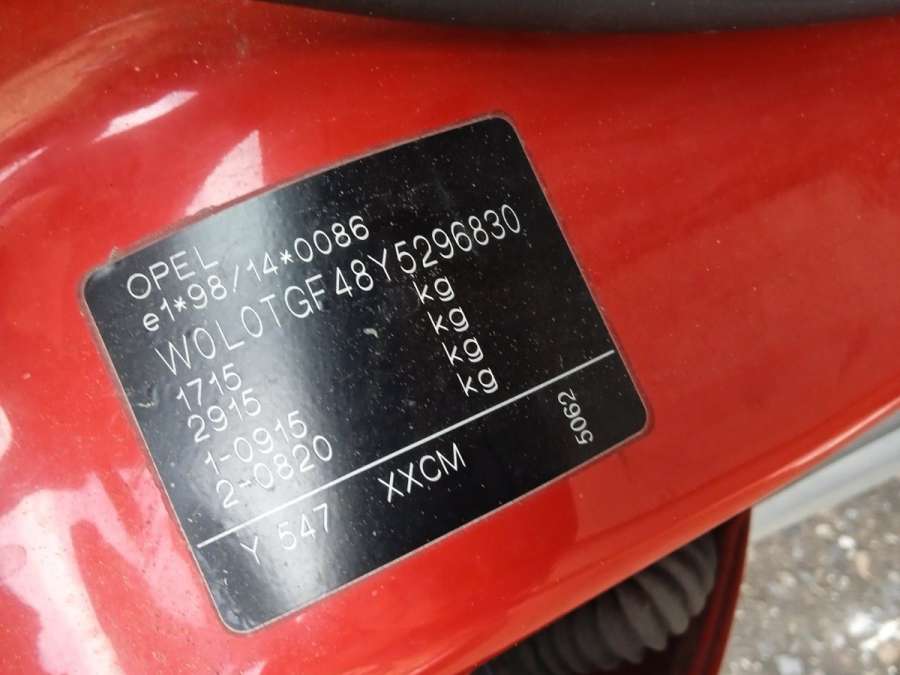 OPEL
e1*98/14*0086
W0L0TGF48Y5296830
1715 kg
2915 kg
1-0915 kg
2-0820 kg
Y 547 XXCM 5062